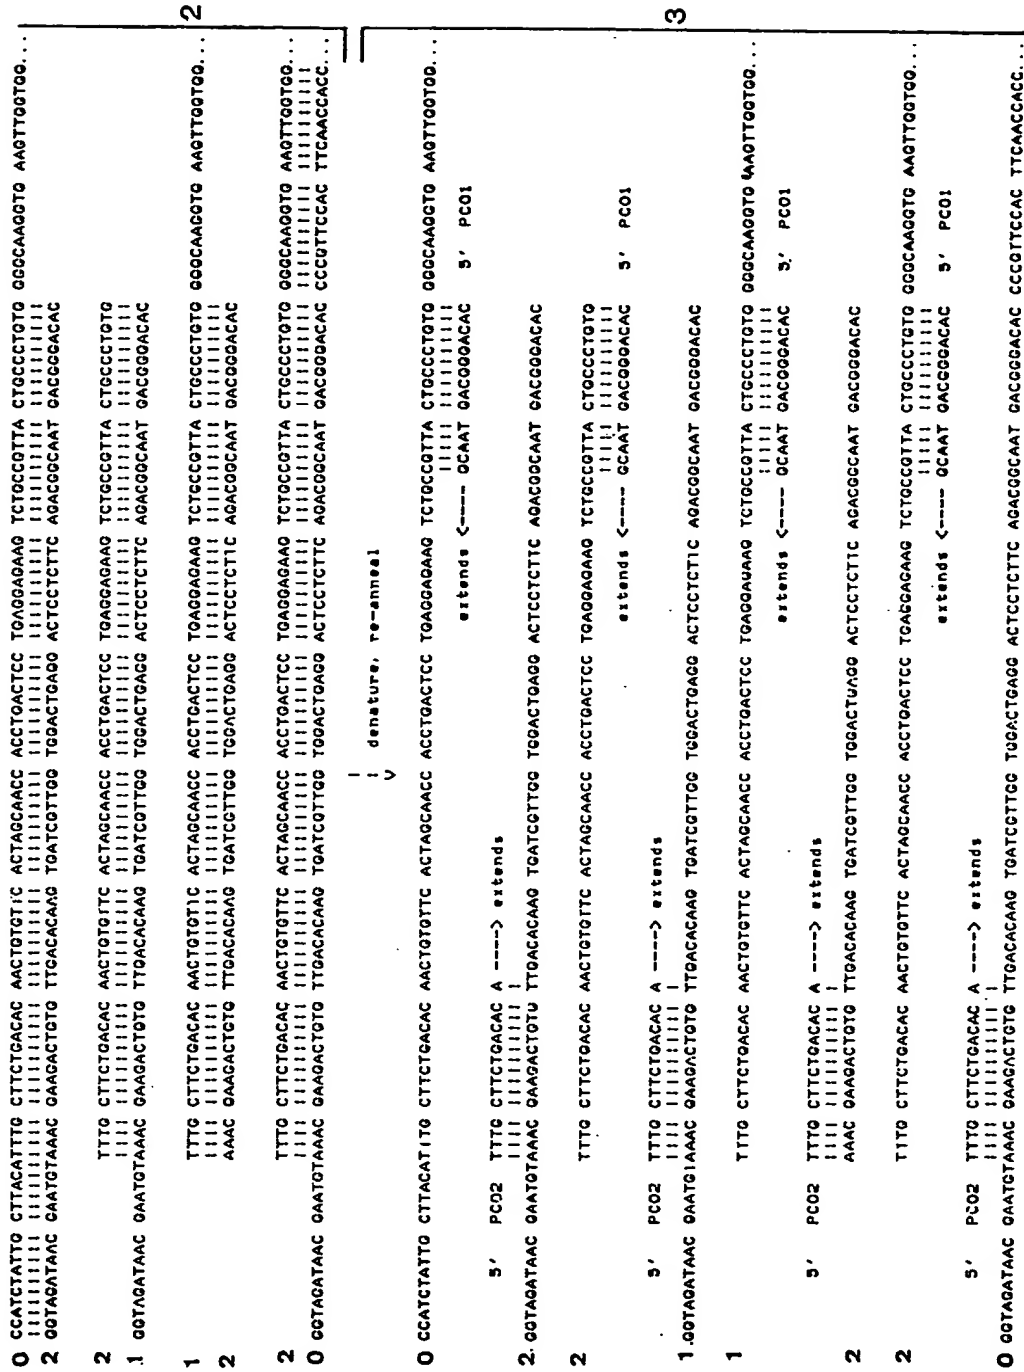 0 CCATCTATTG CTTACATTTG CTTCTGACAC AACTGTGTTC ACTAGCAACC ACCTGACTCC TGAGGAGAAG TCTGCCGTTA CTGCCCTGTG GGGCAAGGTG AAGTTGGTGG...
2 GGTAGATAAC GAATGTAAAC GAAGACTGTG TTGACACAAG TGATCGTTGG TGGACTGAGG ACTCCTCTTC AGACGGCAAT GACGGGACAC
2 TTTG CTTCTGACAC AACTGTGTTC ACTAGCAACC ACCTGACTCC TGAGGAGAAG TCTGCCGTTA CTGCCCTGTG
1 GGTAGATAAC GAATGTAAAC GAAGACTGTG TTGACACAAG TGATCGTTGG TGGACTGAGG ACTCCTCTTC AGACGGCAAT GACGGGACAC
1 TTTG CTTCTGACAC AACTGTGTTC ACTAGCAACC ACCTGACTCC TGAGGAGAAG TCTGCCGTTA CTGCCCTGTG GGGCAAGGTG AAGTTGGTGG...
2 AAAC GAAGACTGTG TTGACACAAG TGATCGTTGG TGGACTGAGG ACTCCTCTTC AGACGGCAAT GACGGGACAC
2 TTTG CTTCTGACAC AACTGTGTTC ACTAGCAACC ACCTGACTCC TGAGGAGAAG TCTGCCGTTA CTGCCCTGTG GGGCAAGGTG AAGTTGGTGG...
0 GGTAGATAAC GAATGTAAAC GAAGACTGTG TTGACACAAG TGATCGTTGG TGGACTGAGG ACTCCTCTTC AGACGGCAAT GACGGGACAC CCCGTTCCAC TTCAACCACC...
2
denature, re-anneal
0 CCATCTATTG CTTACATTTG CTTCTGACAC AACTGTGTTC ACTAGCAACC ACCTGACTCC TGAGGAGAAG TCTGCCGTTA CTGCCCTGTG GGGCAAGGTG AAGTTGGTGG...
extends <---- GCAAT GACGGGACAC 5' PCO1
5' PCO2 TTTG CTTCTGACAC A ----> extends
2 GGTAGATAAC GAATGTAAAC GAAGACTGTG TTGACACAAG TGATCGTTGG TGGACTGAGG ACTCCTCTTC AGACGGCAAT GACGGGACAC
2 TTTG CTTCTGACAC AACTGTGTTC ACTAGCAACC ACCTGACTCC TGAGGAGAAG TCTGCCGTTA CTGCCCTGTG
extends <---- GCAAT GACGGGACAC 5' PCO1
5' PCO2 TTTG CTTCTGACAC A ----> extends
1 GGTAGATAAC GAATGTAAAC GAAGACTGTG TTGACACAAG TGATCGTTGG TGGACTGAGG ACTCCTCTTC AGACGGCAAT GACGGGACAC
1 TTTG CTTCTGACAC AACTGTGTTC ACTAGCAACC ACCTGACTCC TGAGGAGAAG TCTGCCGTTA CTGCCCTGTG GGGCAAGGTG AAGTTGGTGG...
extends <---- GCAAT GACGGGACAC 5' PCO1
5' PCO2 TTTG CTTCTGACAC A ----> extends
2 AAAC GAAGACTGTG TTGACACAAG TGATCGTTGG TGGACTGAGG ACTCCTCTTC AGACGGCAAT GACGGGACAC
2 TTTG CTTCTGACAC AACTGTGTTC ACTAGCAACC ACCTGACTCC TGAGGAGAAG TCTGCCGTTA CTGCCCTGTG GGGCAAGGTG AAGTTGGTGG...
extends <---- GCAAT GACGGGACAC 5' PCO1
5' PCO2 TTTG CTTCTGACAC A ----> extends
0 GGTAGATAAC GAATGTAAAC GAAGACTGTG TTGACACAAG TGATCGTTGG TGGACTGAGG ACTCCTCTTC AGACGGCAAT GACGGGACAC CCCGTTCCAC TTCAACCACC...
3